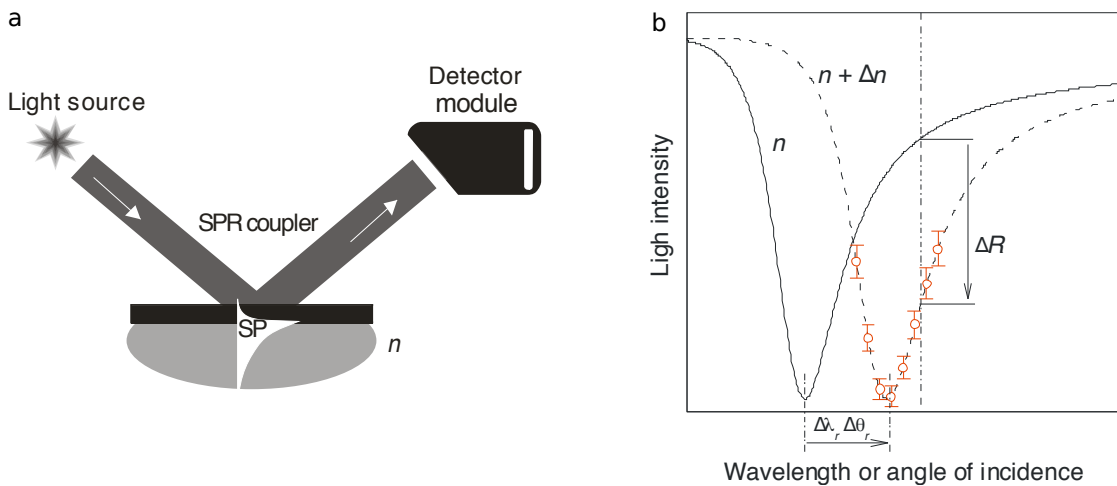 a
Light source
Detector
module
SPR coupler
SP
n
b
n + Δn
n
ΔR
Δλr Δθr
Ligh intensity
Wavelength or angle of incidence